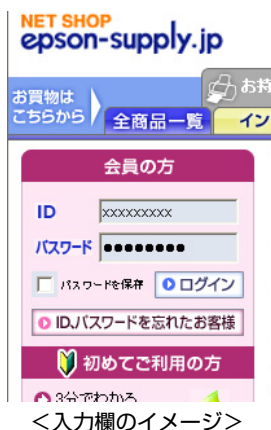 NET SHOP
epson-supply.jp
お買物は
こちらから
全商品一覧
イン
お持
会員の方
ID
xxxxxxxxx
パスワード
●●●●●●●●
パスワードを保存
ログイン
ID、パスワードを忘れたお客様
初めてご利用の方
3分でわかる
＜入力欄のイメージ＞